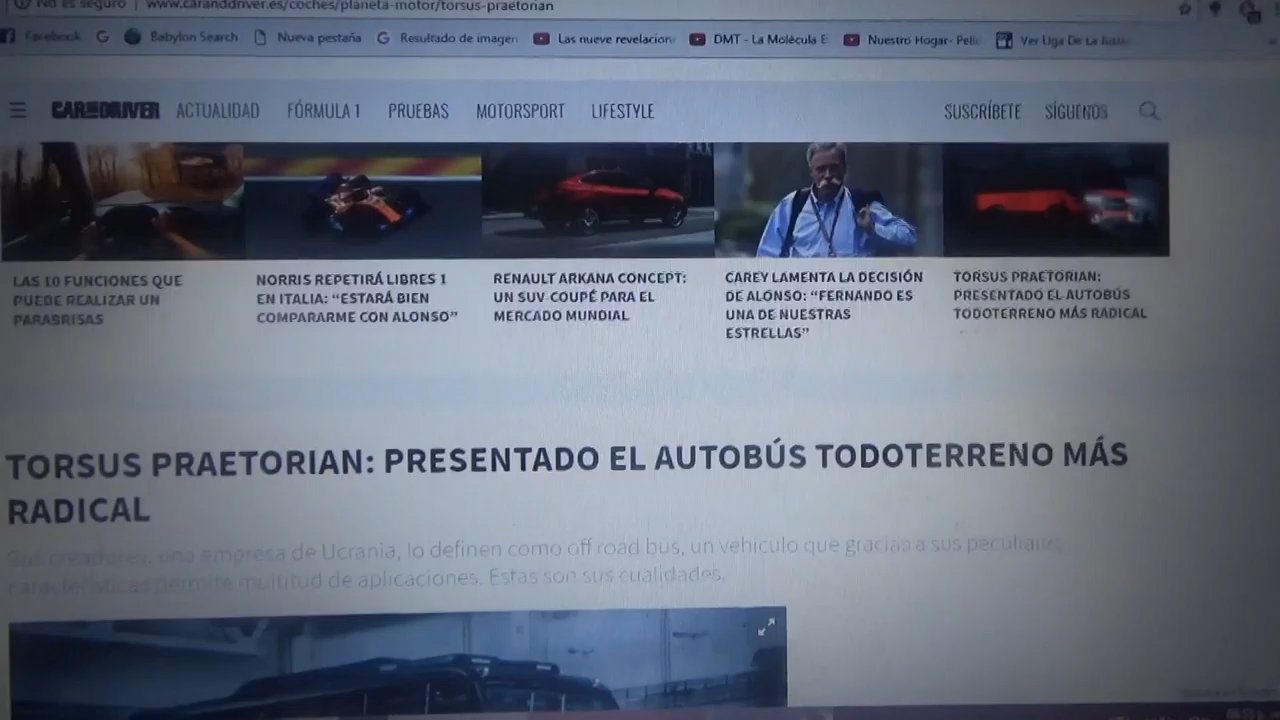 No es seguro | www.caranddriver.es/coches/planeta-motor/torsus-praetorian
Facebook Babylon Search Nueva pestaña Resultado de imagen Las nueve revelacion DMT - La Molécula E Nuestro Hogar- Peli Ver Liga De La Justic
CAR AND DRIVER ACTUALIDAD FÓRMULA 1 PRUEBAS MOTORSPORT LIFESTYLE SUSCRÍBETE SÍGUENOS
LAS 10 FUNCIONES QUE
PUEDE REALIZAR UN
PARABRISAS
NORRIS REPETIRÁ LIBRES 1
EN ITALIA: “ESTARÁ BIEN
COMPARARME CON ALONSO”
RENAULT ARKANA CONCEPT:
UN SUV-COUPÉ PARA EL
MERCADO MUNDIAL
CAREY LAMENTA LA DECISIÓN
DE ALONSO: “FERNANDO ES
UNA DE NUESTRAS
ESTRELLAS”
TORSUS PRAETORIAN:
PRESENTADO EL AUTOBÚS
TODOTERRENO MÁS RADICAL
TORSUS PRAETORIAN: PRESENTADO EL AUTOBÚS TODOTERRENO MÁS
RADICAL
Sus creadores, una empresa de Ucrania, lo definen como off road bus, un vehículo que gracias a sus peculiares
características permite multitud de aplicaciones. Estas son sus cualidades.